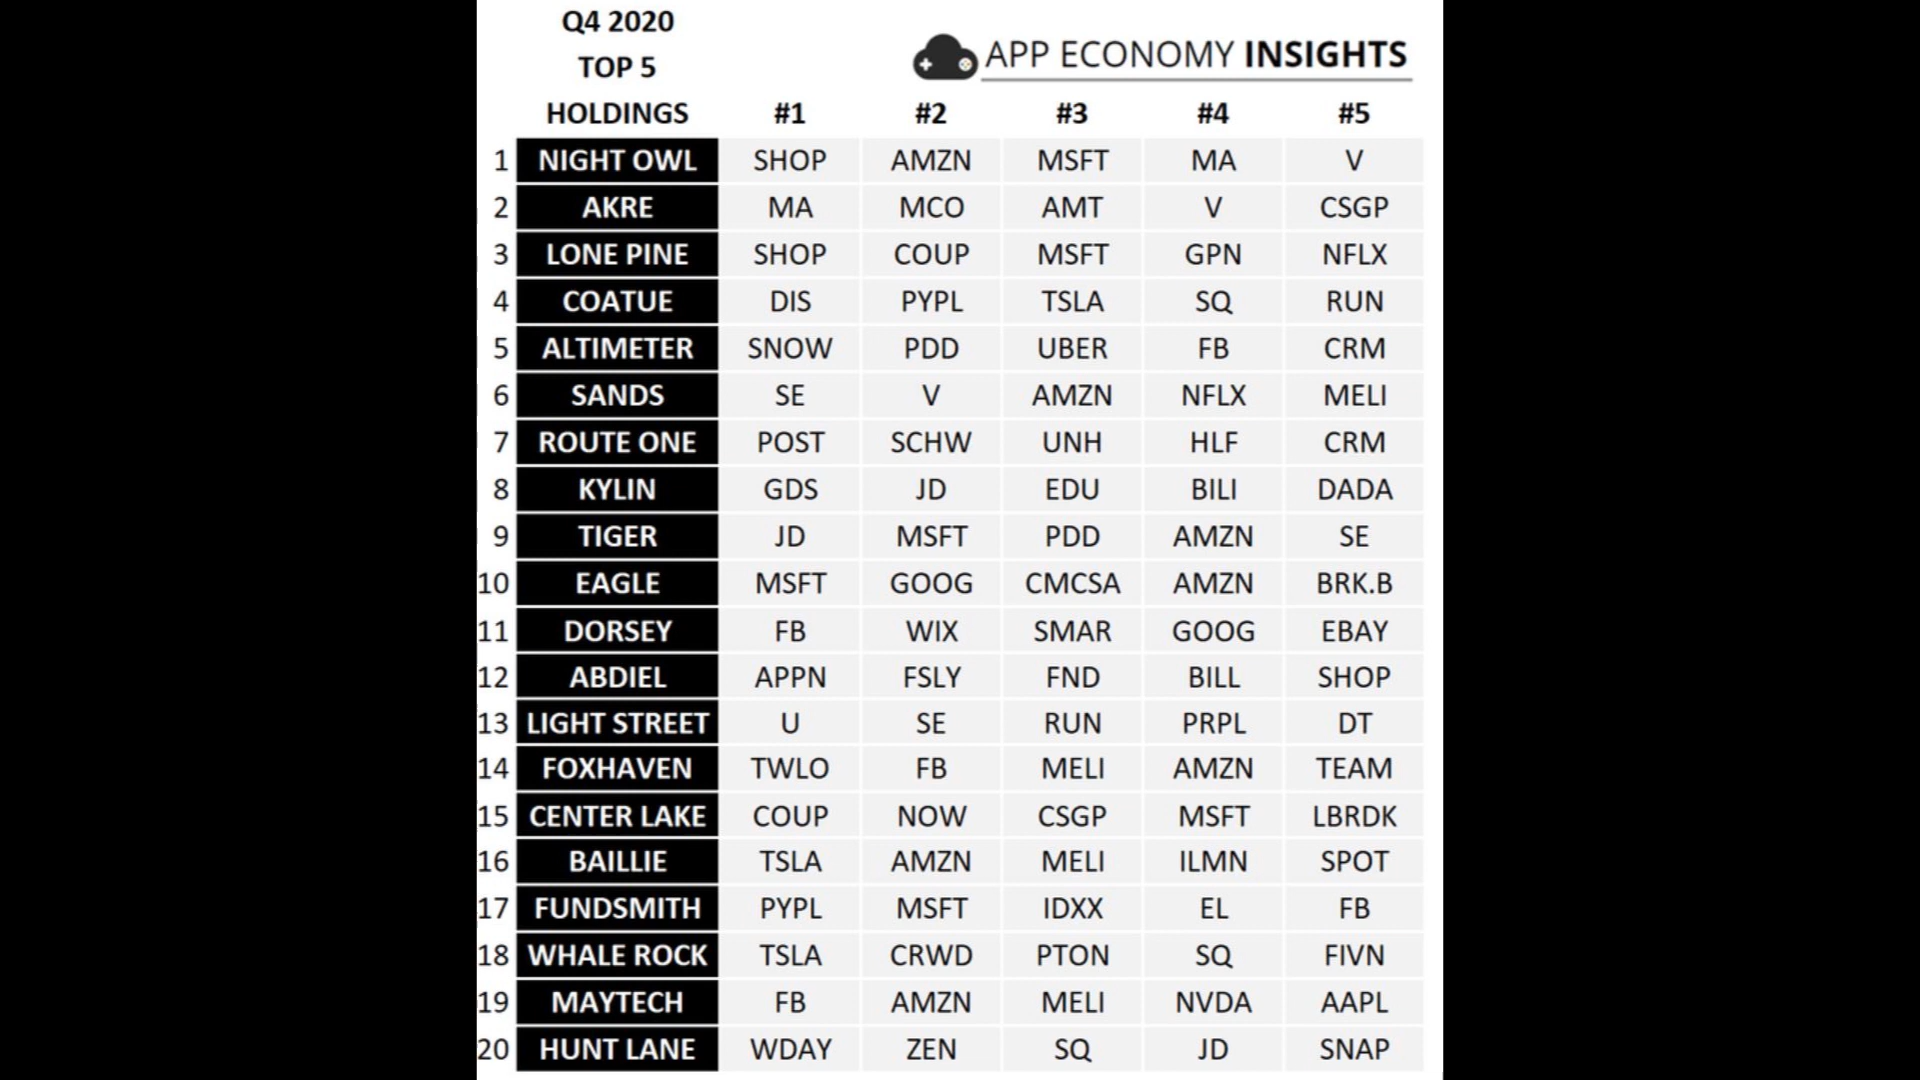 Q4 2020
TOP 5
APP ECONOMY INSIGHTS
HOLDINGS #1 #2 #3 #4 #5
1 NIGHT OWL SHOP AMZN MSFT MA V
2 AKRE MA MCO AMT V CSGP
3 LONE PINE SHOP COUP MSFT GPN NFLX
4 COATUE DIS PYPL TSLA SQ RUN
5 ALTIMETER SNOW PDD UBER FB CRM
6 SANDS SE V AMZN NFLX MELI
7 ROUTE ONE POST SCHW UNH HLF CRM
8 KYLIN GDS JD EDU BILI DADA
9 TIGER JD MSFT PDD AMZN SE
10 EAGLE MSFT GOOG CMCSA AMZN BRK.B
11 DORSEY FB WIX SMAR GOOG EBAY
12 ABDIEL APPN FSLY FND BILL SHOP
13 LIGHT STREET U SE RUN PRPL DT
14 FOXHAVEN TWLO FB MELI AMZN TEAM
15 CENTER LAKE COUP NOW CSGP MSFT LBRDK
16 BAILLIE TSLA AMZN MELI ILMN SPOT
17 FUNDSMITH PYPL MSFT IDXX EL FB
18 WHALE ROCK TSLA CRWD PTON SQ FIVN
19 MAYTECH FB AMZN MELI NVDA AAPL
20 HUNT LANE WDAY ZEN SQ JD SNAP